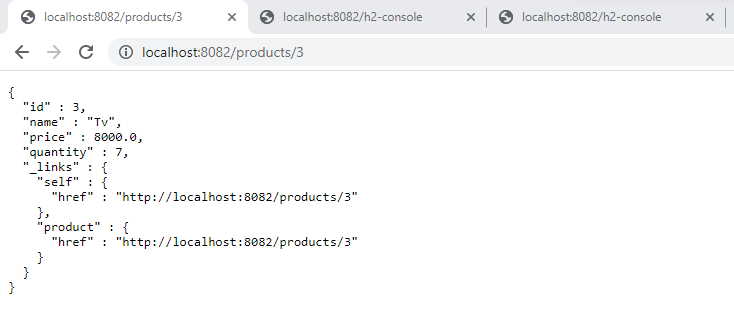 localhost:8082/products/3
localhost:8082/h2-console
localhost:8082/h2-console
localhost:8082/products/3
{
  "id" : 3,
  "name" : "Tv",
  "price" : 8000.0,
  "quantity" : 7,
  "_links" : {
    "self" : {
      "href" : "http://localhost:8082/products/3"
    },
    "product" : {
      "href" : "http://localhost:8082/products/3"
    }
  }
}